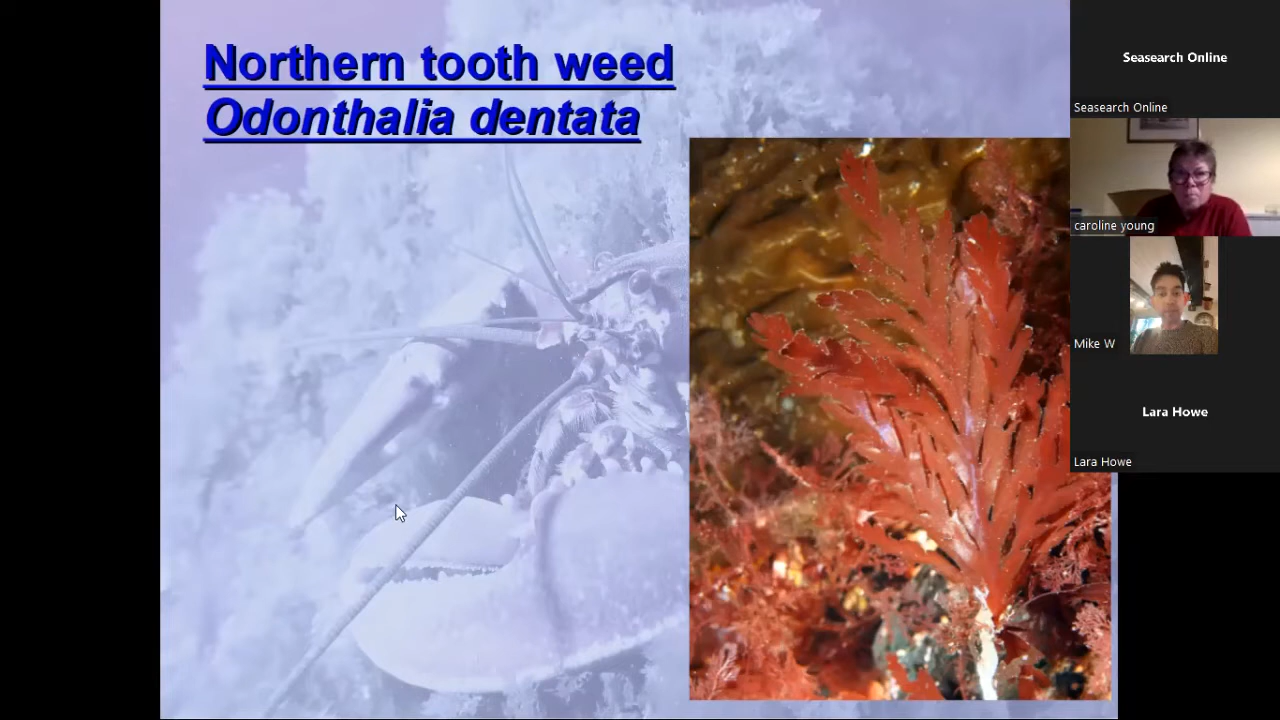 Northern tooth weed
Odonthalia dentata
Seasearch Online
Seasearch Online
caroline young
Mike W
Lara Howe
Lara Howe